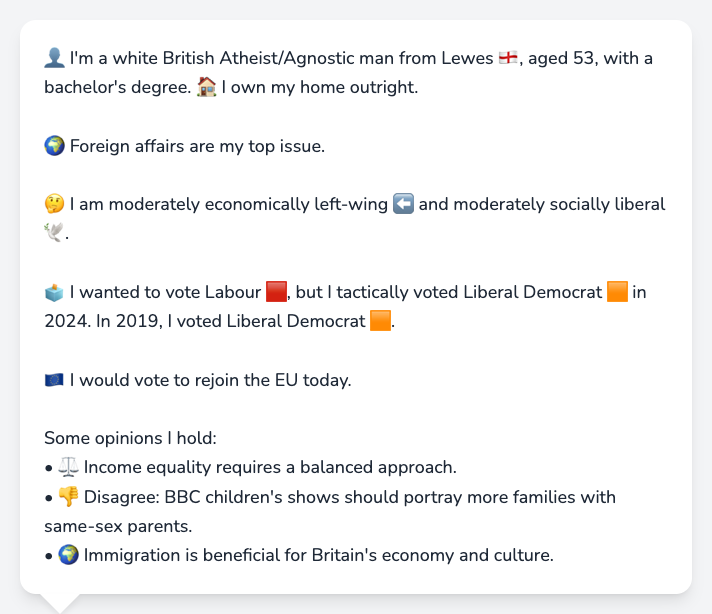 👤 I'm a white British Atheist/Agnostic man from Lewes 🏴󠁧󠁢󠁥󠁮󠁧󠁿, aged 53, with a
bachelor's degree. 🏠 I own my home outright.
🌍 Foreign affairs are my top issue.
🤔 I am moderately economically left-wing ⬅️ and moderately socially liberal
🕊️.
🗳️ I wanted to vote Labour 🟥, but I tactically voted Liberal Democrat 🟧 in
2024. In 2019, I voted Liberal Democrat 🟧.
🇪🇺 I would vote to rejoin the EU today.
Some opinions I hold:
• ⚖️ Income equality requires a balanced approach.
• 👎 Disagree: BBC children's shows should portray more families with
same-sex parents.
• 🌍 Immigration is beneficial for Britain's economy and culture.